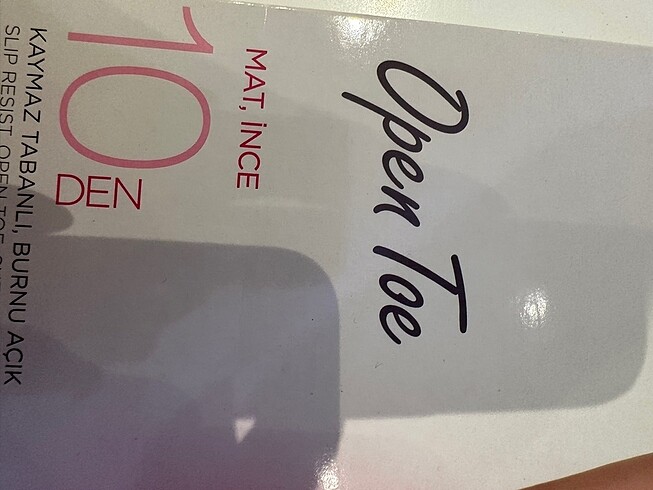 Open Toe
MAT, İNCE
10
DEN
KAYMAZ TABANLI, BURNU AÇIK
SLIP RESIST, OPEN TOE,